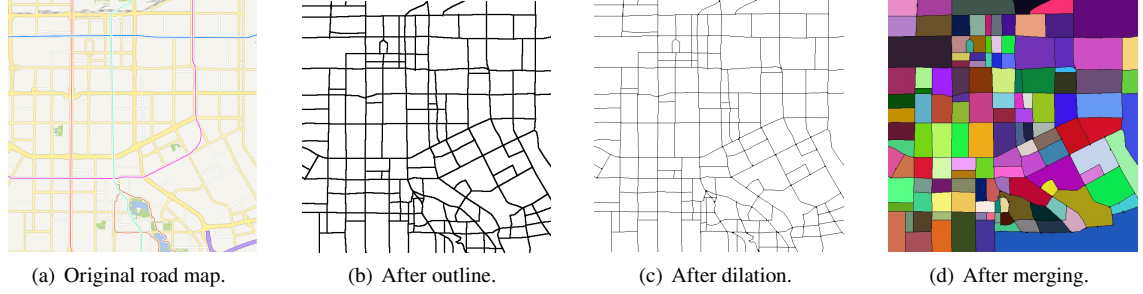 (a) Original road map.
(b) After outline.
(c) After dilation.
(d) After merging.